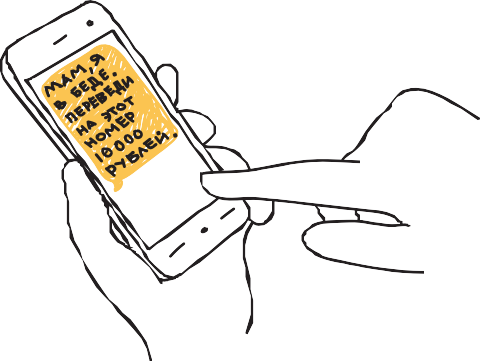 МАМ, Я
В БЕДЕ.
ПЕРЕВЕДИ
НА ЭТОТ
НОМЕР
10 000
РУБЛЕЙ.